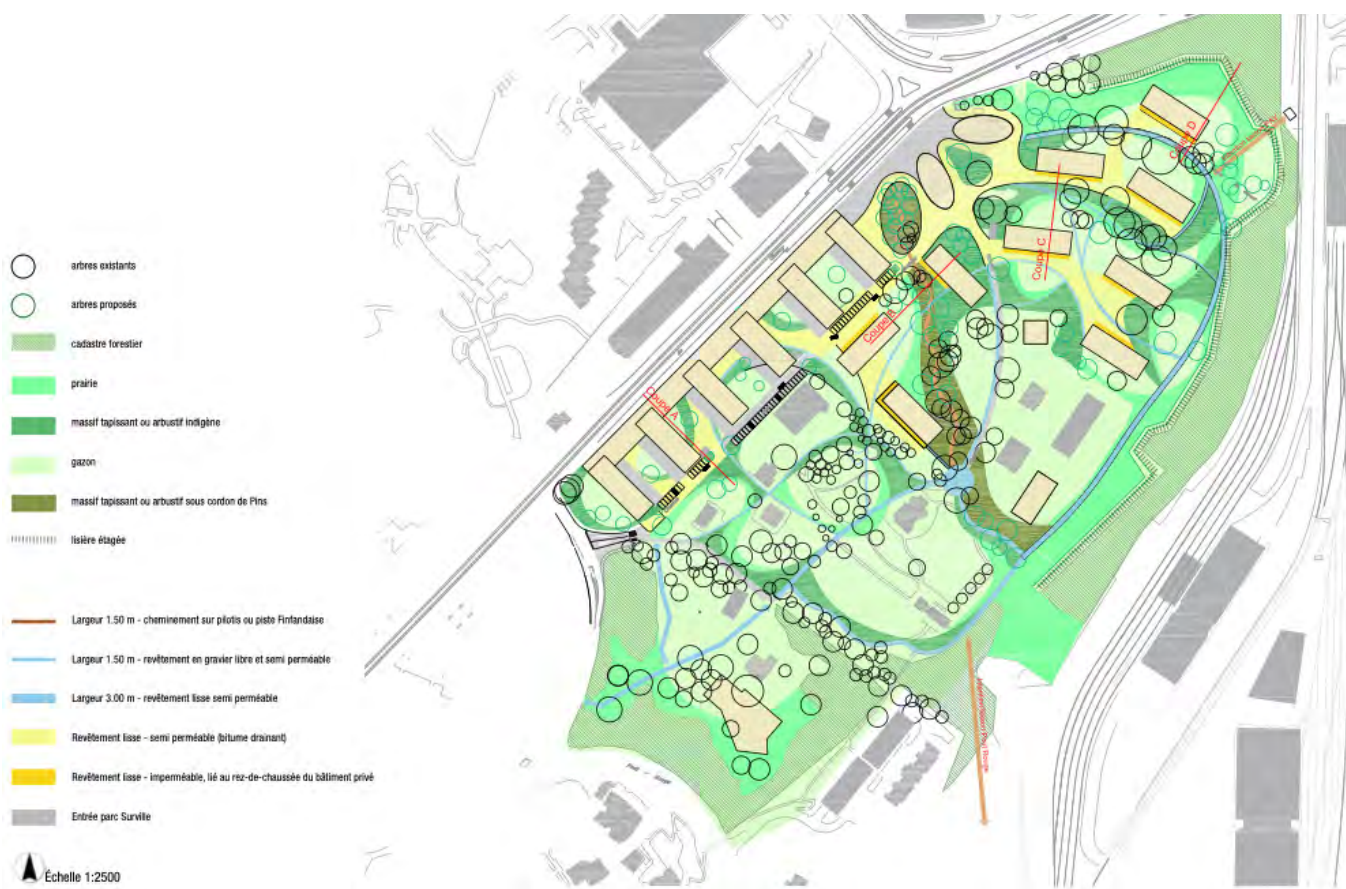 arbres existants
arbres proposés
cadastre forestier
prairie
massif tapissant ou arbustif indigène
gazon
massif tapissant ou arbustif sous cordon de Pins
lisière étagée
Largeur 1.50 m - cheminement sur pilotis ou piste Finfandaise
Largeur 1.50 m - revêtement en gravier libre et semi perméable
Largeur 3.00 m - revêtement lisse semi perméable
Revêtement lisse - semi perméable (bitume drainant)
Revêtement lisse - imperméable, lié au rez-de-chaussée du bâtiment privé
Entrée parc Surville
Échelle 1:2500
Coupe A
Coupe B
Coupe C
Coupe D